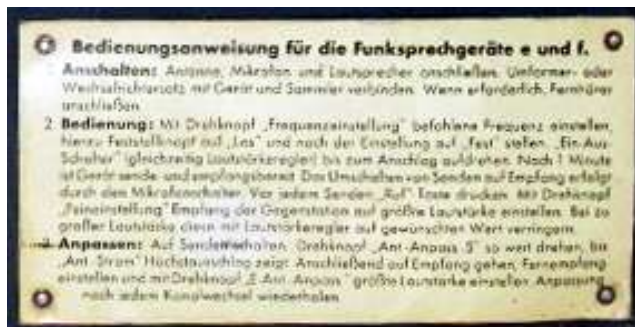 Bedienungsanweisung für die Funksprechgeräte e und f.
1. Anschalten: Antenne, Mikrofon und Lautsprecher anschließen. Umformer- oder
Wechselrichtersatz mit Gerät und Sammler verbinden. Wenn erforderlich, Fernhörer
anschließen.
2. Bedienung: Mit Drehknopf „Frequenzeinstellung" befohlene Frequenz einstellen,
hierzu Feststellknopf auf „Los" und nach der Einstellung auf „Fest" stellen. „Ein-Aus-
Schalter" (gleichzeitig Lautstärkeregler) bis zum Anschlag aufdrehen. Nach 1 Minute
ist Gerät sende- und empfangsbereit. Das Umschalten von Senden auf Empfang erfolgt
durch den Mikrofonschalter. Vor jedem Senden „Ruf" Taste drücken. Mit Drehknopf
„Feineinstellung" Empfang der Gegenstation auf größte Lautstärke einstellen. Bei zu
großer Lautstärke diese mit Lautstärkeregler auf gewünschten Wert verringern.
3. Anpassen: Auf Senden schalten. Drehknopf „Ant.-Anpass. S" so weit drehen, bis
„Ant. Strom" Höchstausschlag zeigt. Anschließend auf Empfang gehen, Fernempfang
einstellen und mit Drehknopf „E-Ant. Anpass." größte Lautstärke einstellen. Anpassung
nach jedem Kanalwechsel wiederholen.